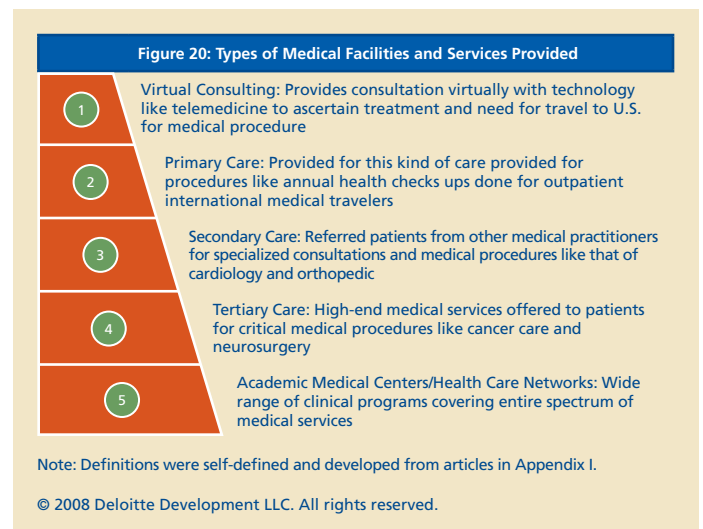 Figure 20: Types of Medical Facilities and Services Provided
1
Virtual Consulting: Provides consultation virtually with technology
like telemedicine to ascertain treatment and need for travel to U.S.
for medical procedure
2
Primary Care: Provided for this kind of care provided for
procedures like annual health checks ups done for outpatient
international medical travelers
3
Secondary Care: Referred patients from other medical practitioners
for specialized consultations and medical procedures like that of
cardiology and orthopedic
4
Tertiary Care: High-end medical services offered to patients
for critical medical procedures like cancer care and
neurosurgery
5
Academic Medical Centers/Health Care Networks: Wide
range of clinical programs covering entire spectrum of
medical services
Note: Definitions were self-defined and developed from articles in Appendix I.
© 2008 Deloitte Development LLC. All rights reserved.